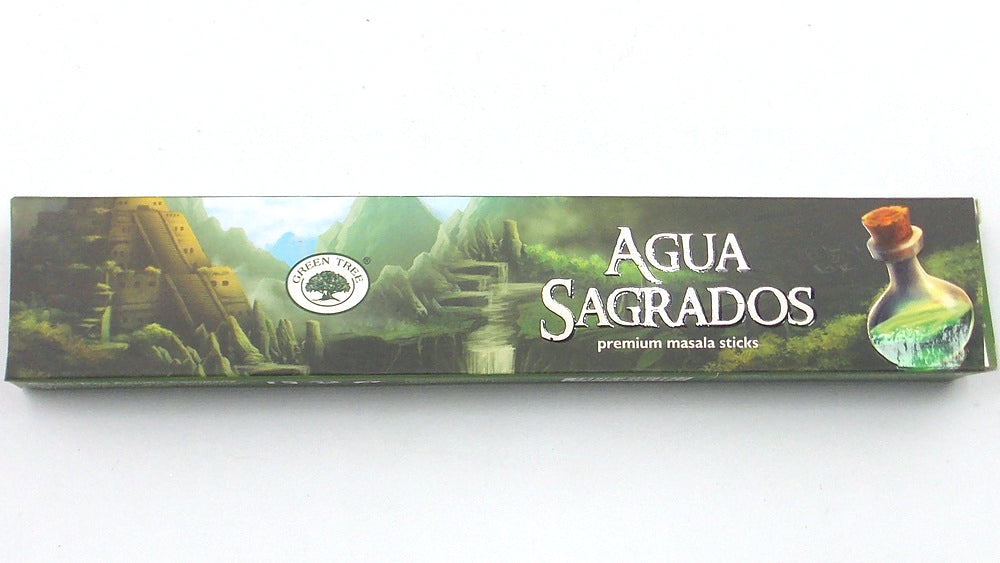 GREEN TREE
®
AGUA
SAGRADOS
premium masala sticks